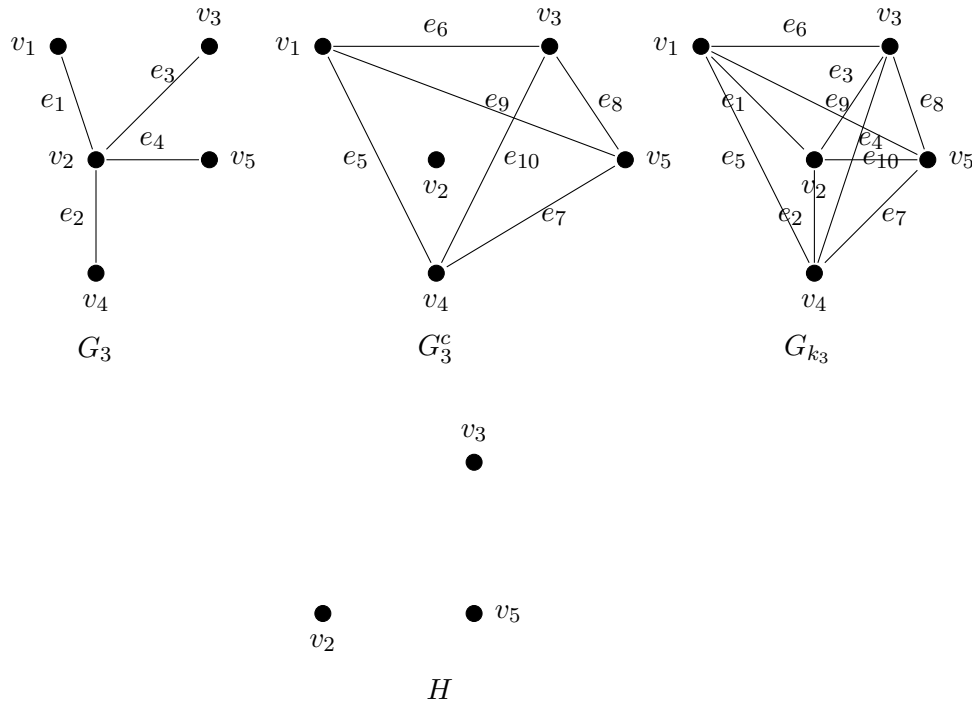 v₃ v₃ v₃
v₁ e₆ v₁ e₆ v₁
e₃ e₃
e₁ e₉ e₈ e₁ e₉ e₈
e₄ e₄
v₂ v₅ e₅ e₁₀ v₅ e₅ e₁₀ v₅
v₂ v₂
e₂ e₇ e₂ e₇
v₄ v₄ v₄
G₃ G₃ᶜ Gₖ₃
v₃
v₅
v₂
H